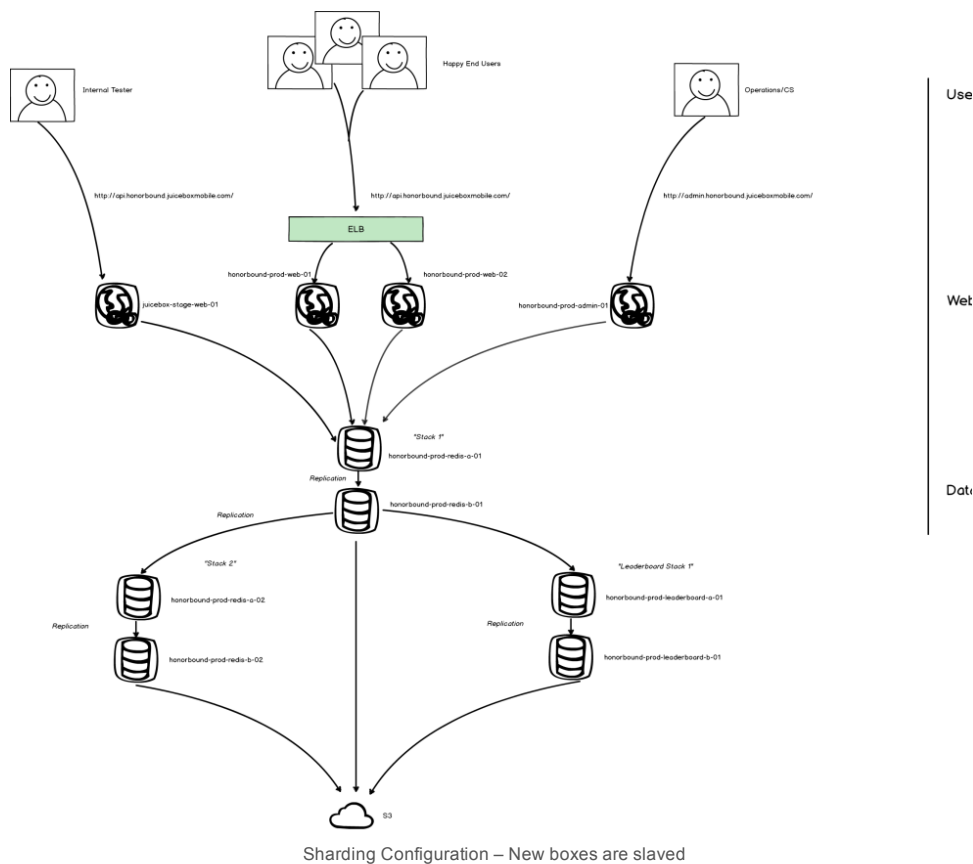 Happy End Users
Internal Tester
Operations/CS
Use
http://api.honorbound.juiceboxmobile.com/
http://api.honorbound.juiceboxmobile.com/
http://admin.honorbound.juiceboxmobile.com/
ELB
honorbound-prod-web-01
honorbound-prod-web-02
juicebox-stage-web-01
honorbound-prod-admin-01
Web
"Stack 1"
honorbound-prod-redis-a-01
Replication
Data
honorbound-prod-redis-b-01
Replication
"Stack 2"
"Leaderboard Stack 1"
honorbound-prod-redis-a-02
honorbound-prod-leaderboard-a-01
Replication
Replication
honorbound-prod-redis-b-02
honorbound-prod-leaderboard-b-01
S3
Sharding Configuration – New boxes are slaved